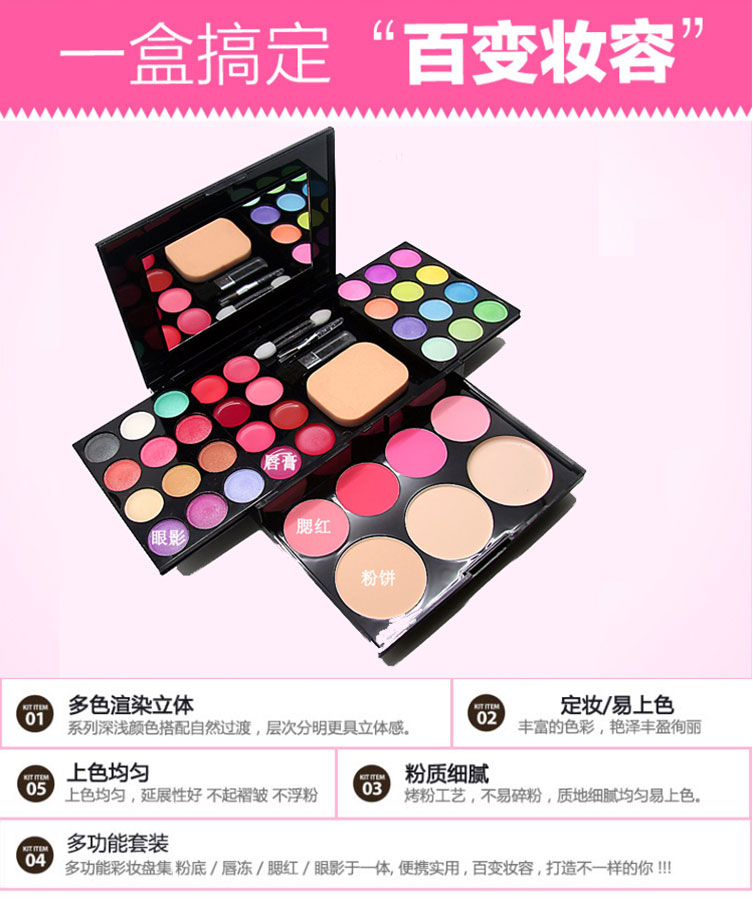 一盒搞定“百变妆容”
唇膏
眼影
腮红
粉饼
KIT ITEM
01
多色渲染立体
系列深浅颜色搭配自然过渡，层次分明更具立体感。
KIT ITEM
02
定妆/易上色
丰富的色彩，艳泽丰盈绚丽
KIT ITEM
05
上色均匀
上色均匀，延展性好 不起褶皱 不浮粉
KIT ITEM
03
粉质细腻
烤粉工艺，不易碎粉，质地细腻均匀易上色。
KIT ITEM
04
多功能套装
多功能彩妆盘集 粉底 / 唇冻 / 腮红 / 眼影于一体, 便携实用 , 百变妆容 , 打造不一样的你 !!!